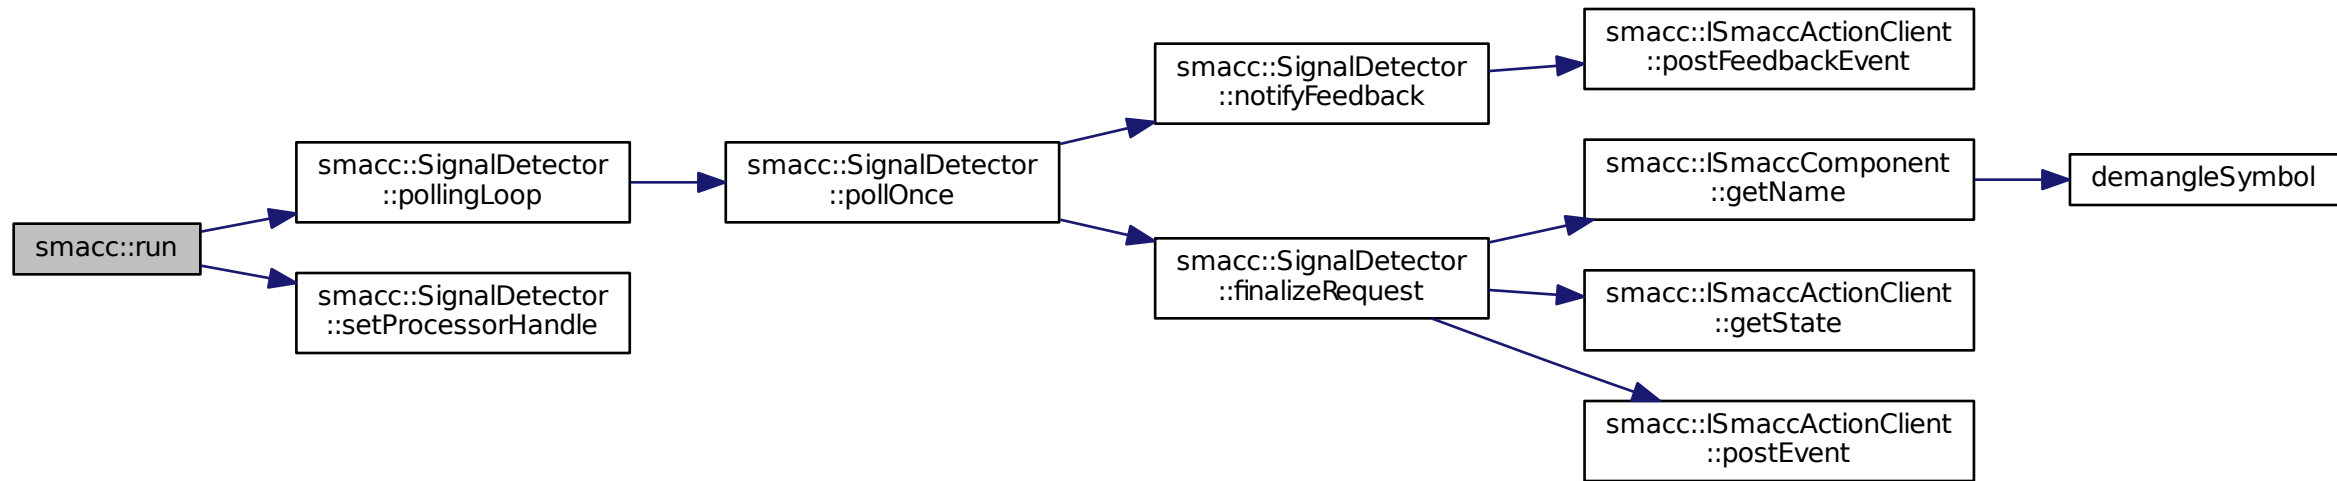 smacc::run
smacc::SignalDetector
::pollingLoop
smacc::SignalDetector
::setProcessorHandle
smacc::SignalDetector
::pollOnce
smacc::SignalDetector
::notifyFeedback
smacc::SignalDetector
::finalizeRequest
smacc::ISmaccActionClient
::postFeedbackEvent
smacc::ISmaccComponent
::getName
smacc::ISmaccActionClient
::getState
smacc::ISmaccActionClient
::postEvent
demangleSymbol